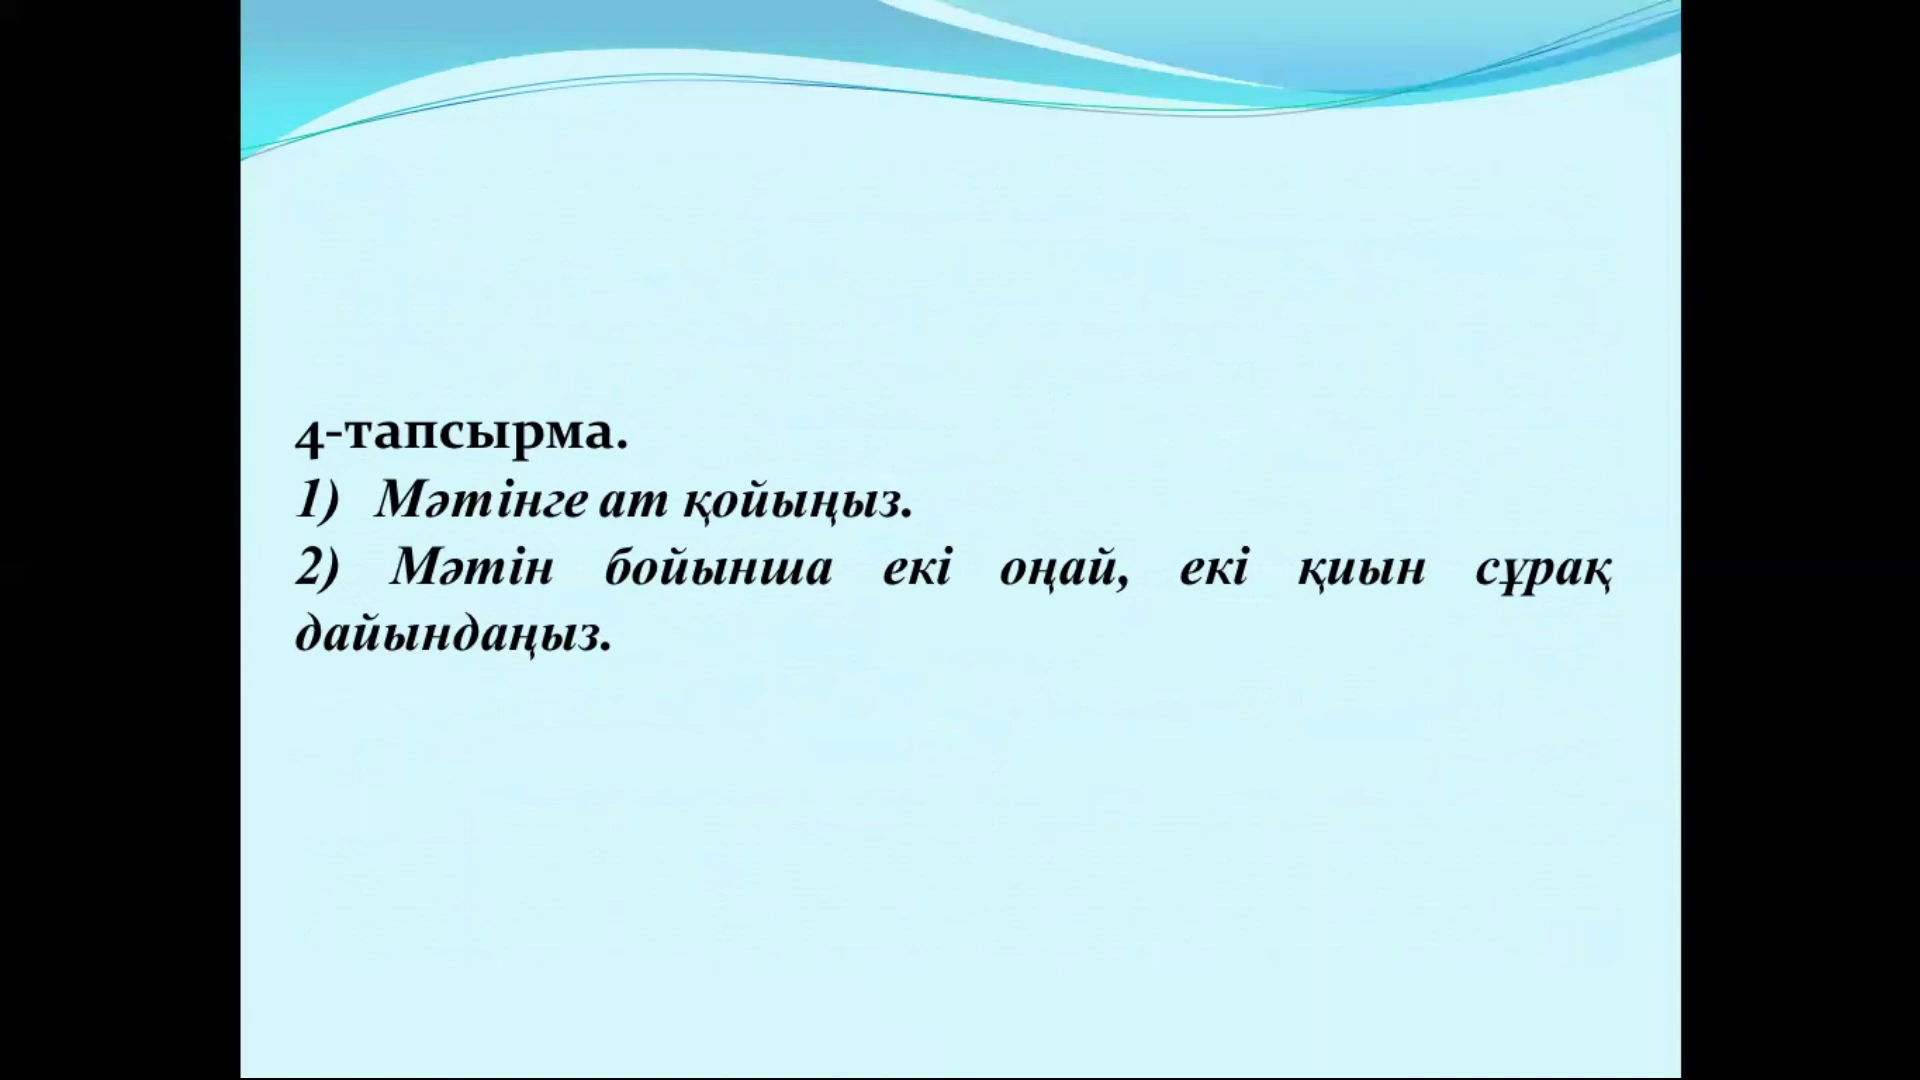 4-тапсырма.
1) Мәтінге ат қойыңыз.
2) Мәтін бойынша екі оңай, екі қиын сұрақ
дайындаңыз.